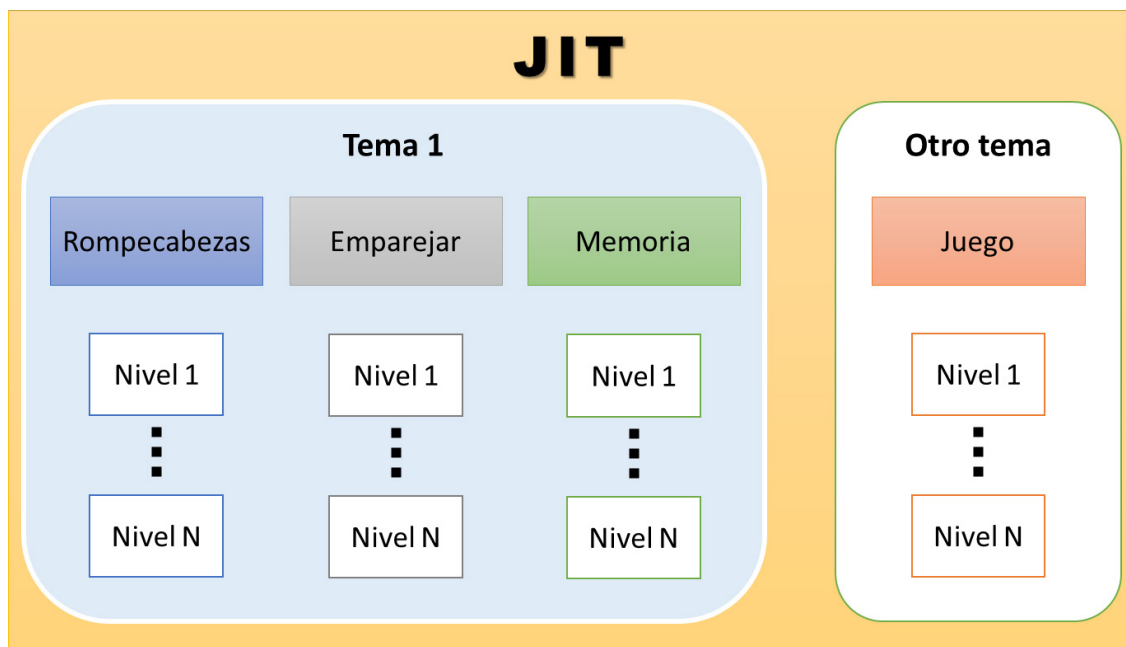 JIT
Tema 1
Rompecabezas
Emparejar
Memoria
Nivel 1
Nivel 1
Nivel 1
Nivel N
Nivel N
Nivel N
Otro tema
Juego
Nivel 1
Nivel N